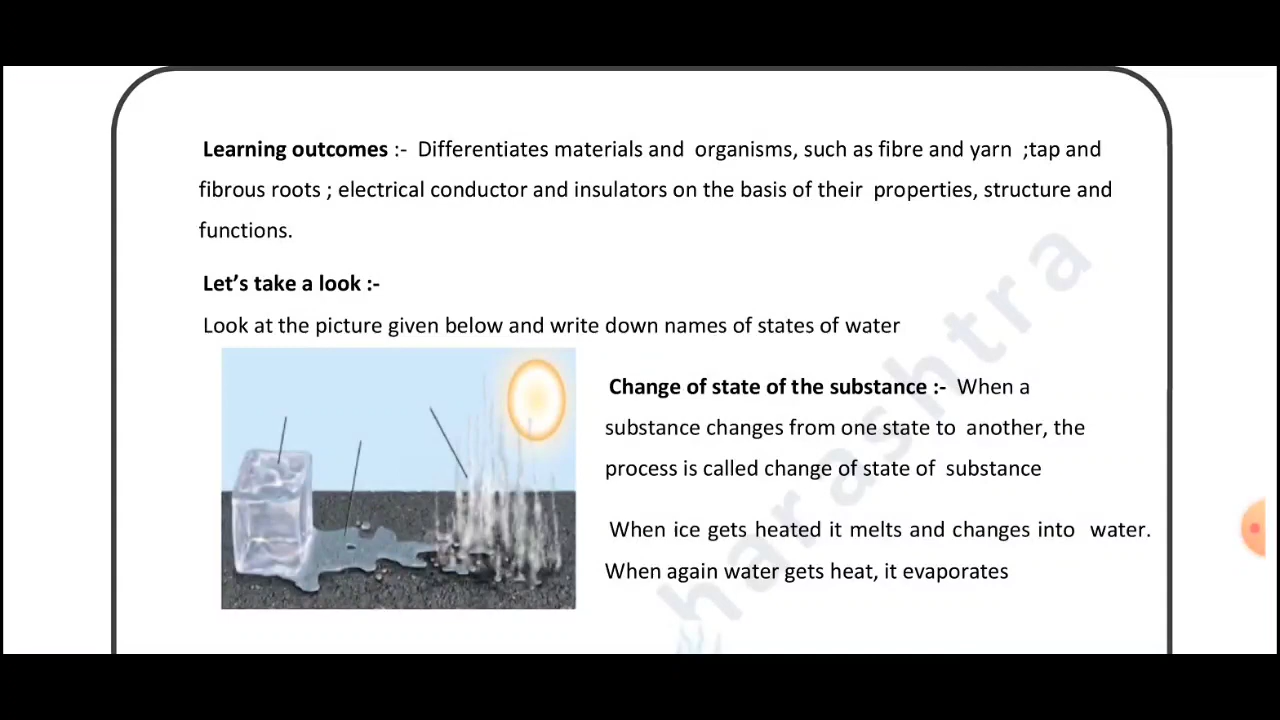 Learning outcomes :- Differentiates materials and organisms, such as fibre and yarn ;tap and
fibrous roots ; electrical conductor and insulators on the basis of their properties, structure and
functions.
Let's take a look :-
Look at the picture given below and write down names of states of water
Change of state of the substance :- When a
substance changes from one state to another, the
process is called change of state of substance
When ice gets heated it melts and changes into water.
When again water gets heat, it evaporates
harashtra